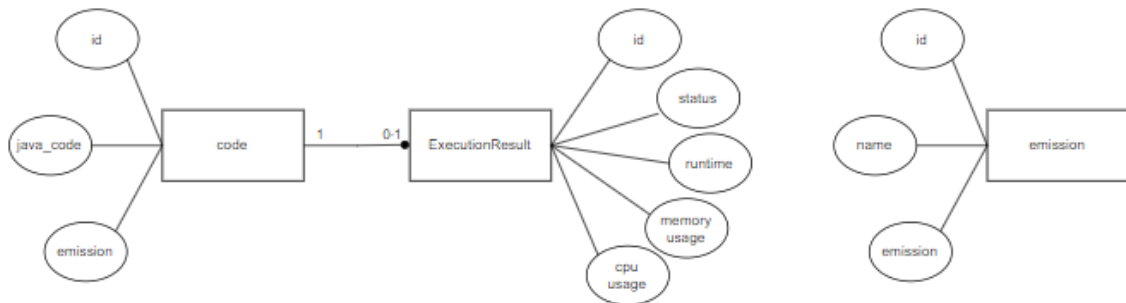 id
id
id
status
java_code
code
1
0-1
ExecutionResult
runtime
name
emission
memory
usage
emission
cpu
usage
emission